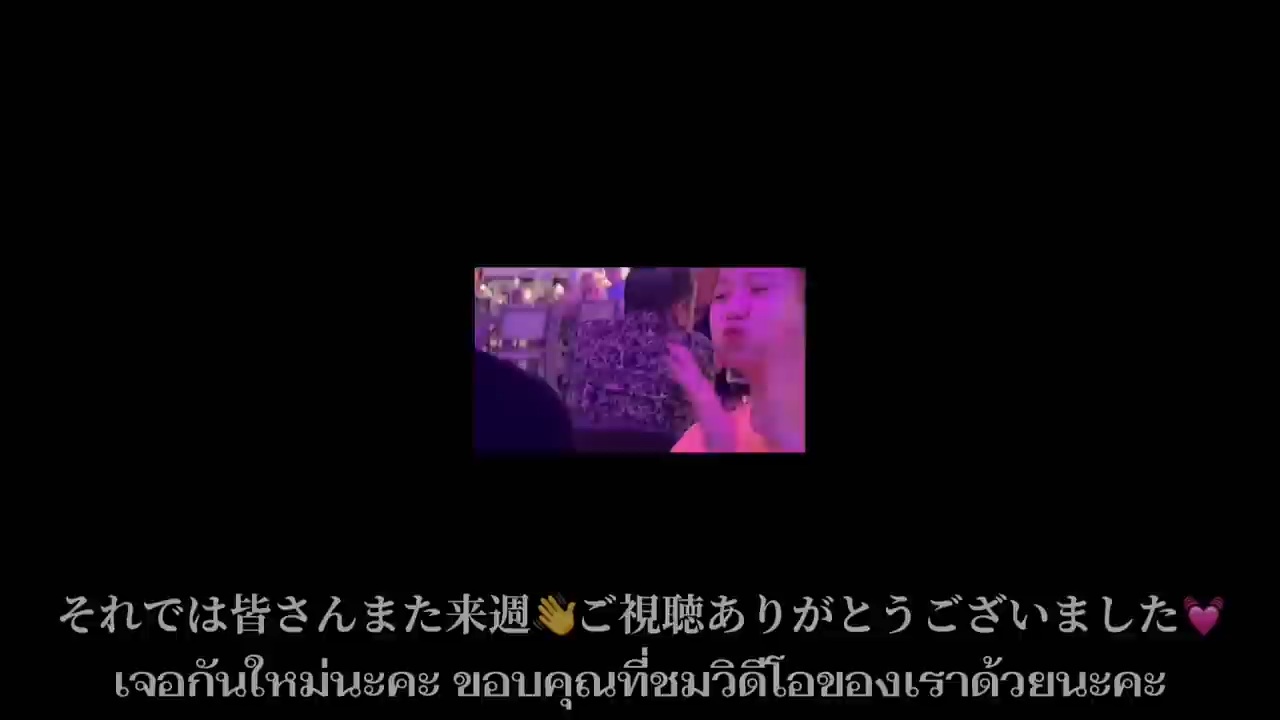 それでは皆さんまた来週👋ご視聴ありがとうございました💓
เจอกันใหม่นะคะ ขอบคุณที่ชมวิดีโอของเราด้วยนะคะ